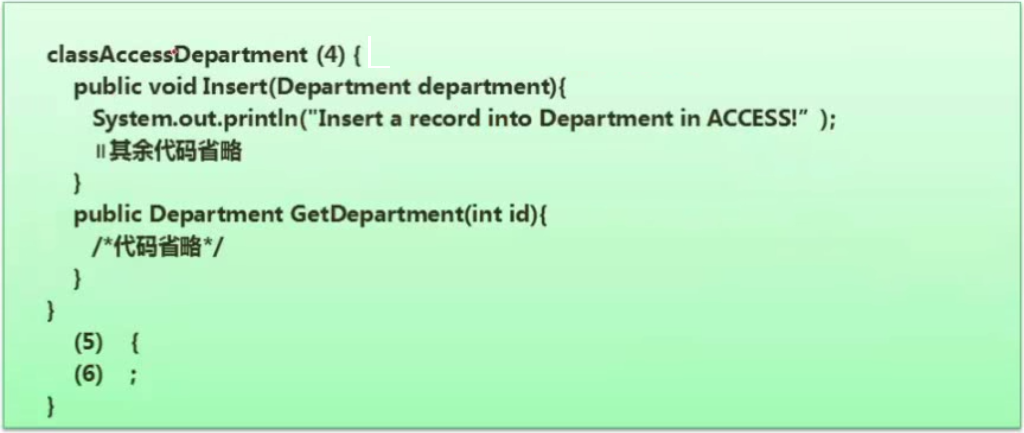 classAccessDepartment (4) {
public void Insert(Department department){
System.out.println("Insert a record into Department in ACCESS!” );
॥其余代码省略
}
public Department GetDepartment(int id){
/*代码省略*/
}
}
(5) {
(6) ;
}